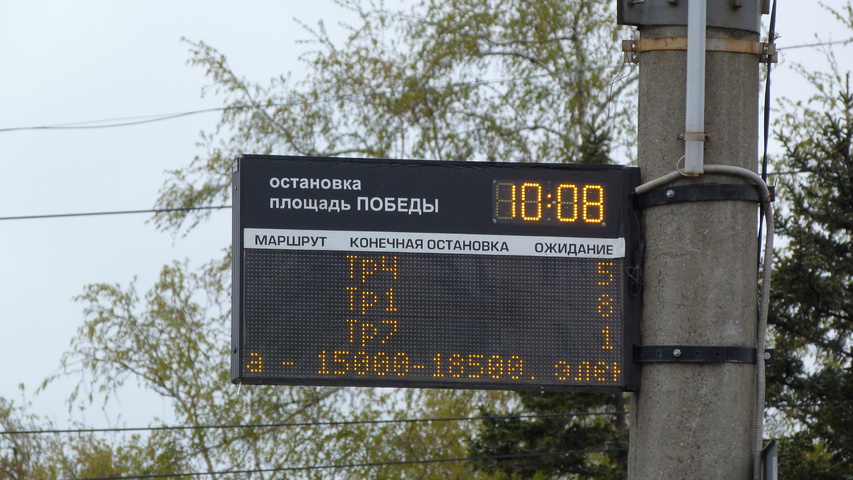 остановка
площадь ПОБЕДЫ
10:08
МАРШРУТ КОНЕЧНАЯ ОСТАНОВКА ОЖИДАНИЕ
Тр4 5
Тр1 8
Тр7 1
а - 15000-18500.